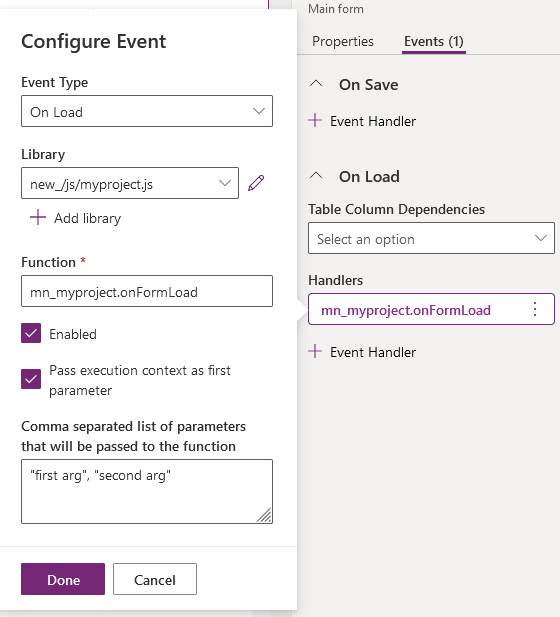 Configure Event
Event Type
On Load
Library
new_/js/myproject.js
Add library
Function *
mn_myproject.onFormLoad
Enabled
Pass execution context as first
parameter
Comma separated list of parameters
that will be passed to the function
"first arg", "second arg"
Done
Cancel
Main form
Properties
Events (1)
On Save
Event Handler
On Load
Table Column Dependencies
Select an option
Handlers
mn_myproject.onFormLoad
Event Handler